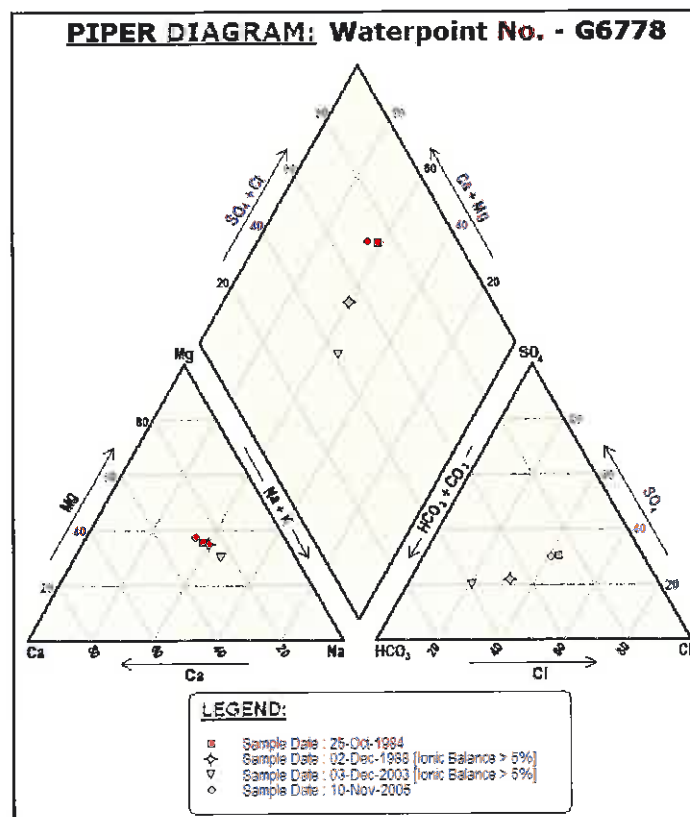 PIPER DIAGRAM: Waterpoint No. - G6778
SO₄ + Cl
Ca + Mg
80
60
40
20
40
20
Mg
SO₄
80
40
20
Mg
Na + K
HCO₃ + CO₃
SO₄
40
20
Ca
Na
HCO₃
Cl
20
40
60
80
Ca
Cl
LEGEND:
Sample Date : 25-Oct-1984
Sample Date : 02-Dec-1988 [Ionic Balance > 5%]
Sample Date : 03-Dec-2003 [Ionic Balance > 5%]
Sample Date : 10-Nov-2005